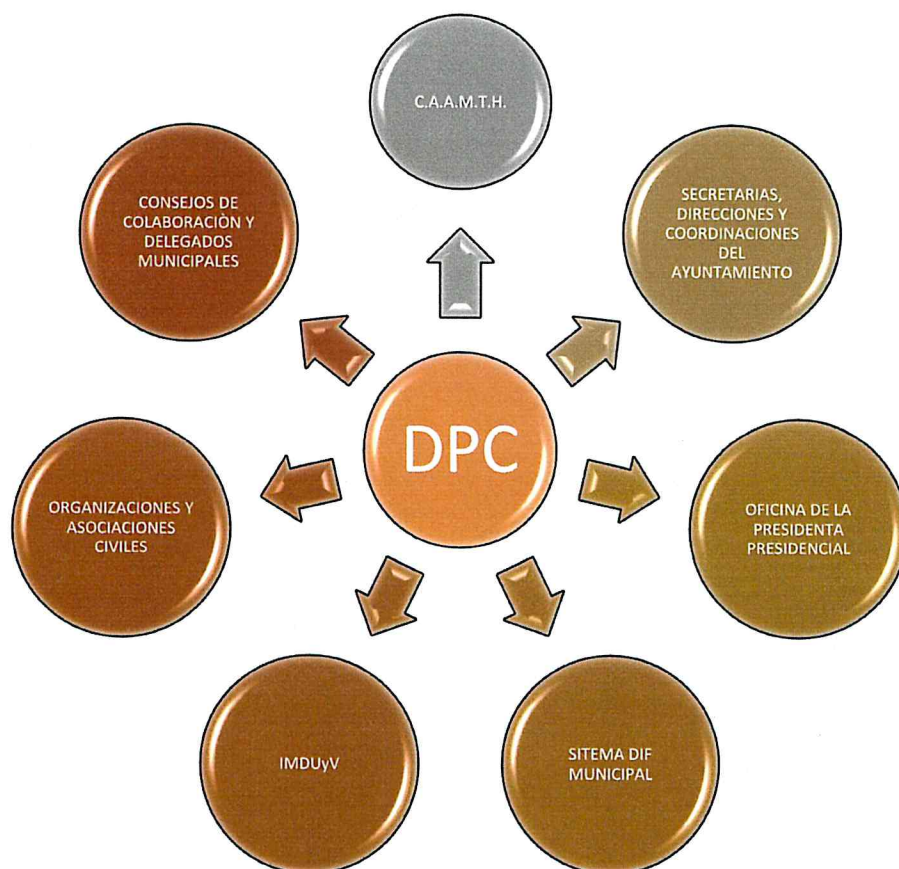 C.A.A.M.T.H.
SECRETARIAS,
DIRECCIONES Y
COORDINACIONES
DEL
AYUNTAMIENTO
OFICINA DE LA
PRESIDENTA
PRESIDENCIAL
SITEMA DIF
MUNICIPAL
IMDUyV
ORGANIZACIONES Y
ASOCIACIONES
CIVILES
CONSEJOS DE
COLABORACIÒN Y
DELEGADOS
MUNICIPALES
DPC